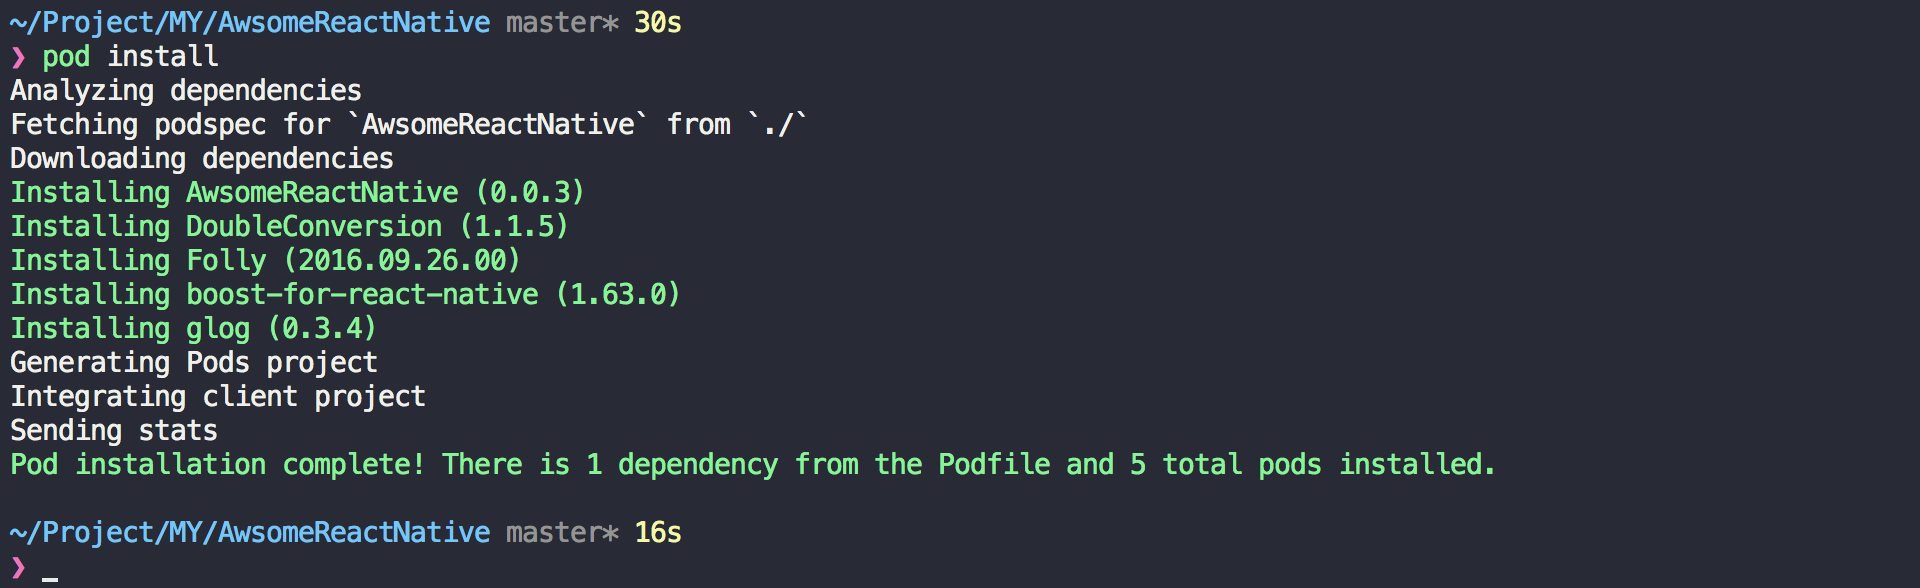 ~/Project/MY/AwsomeReactNative master* 30s
❯ pod install
Analyzing dependencies
Fetching podspec for `AwsomeReactNative` from `./`
Downloading dependencies
Installing AwsomeReactNative (0.0.3)
Installing DoubleConversion (1.1.5)
Installing Folly (2016.09.26.00)
Installing boost-for-react-native (1.63.0)
Installing glog (0.3.4)
Generating Pods project
Integrating client project
Sending stats
Pod installation complete! There is 1 dependency from the Podfile and 5 total pods installed.
~/Project/MY/AwsomeReactNative master* 16s
❯ _